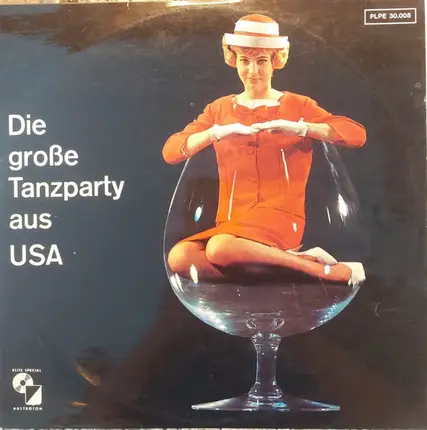 PLPE 30.005
Die
große
Tanzparty
aus
USA
ELITE SPECIAL
AUSTROTON